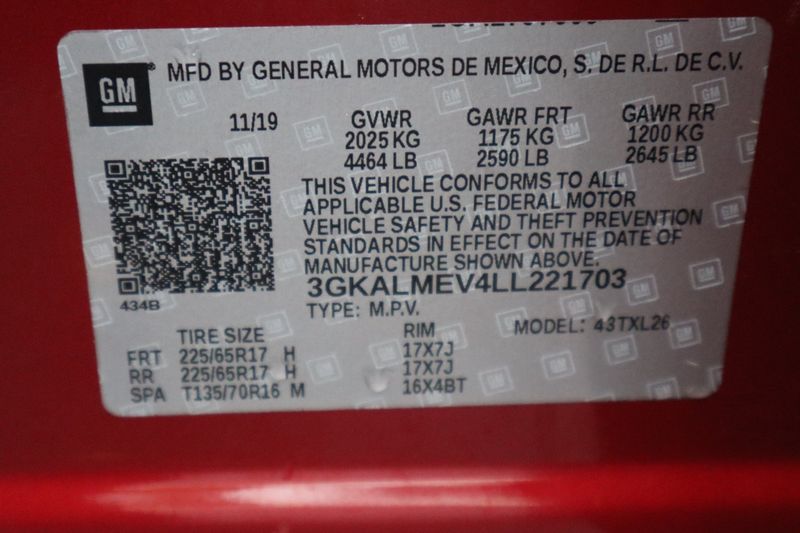 GM
MFD BY GENERAL MOTORS DE MEXICO, S. DE R.L. DE C.V.
11/19 GVWR GAWR FRT GAWR RR
2025 KG 1175 KG 1200 KG
4464 LB 2590 LB 2645 LB
THIS VEHICLE CONFORMS TO ALL
APPLICABLE U.S. FEDERAL MOTOR
VEHICLE SAFETY AND THEFT PREVENTION
STANDARDS IN EFFECT ON THE DATE OF
MANUFACTURE SHOWN ABOVE.
3GKALMEV4LL221703
434B
TYPE: M.P.V.
MODEL: 43TXL26
TIRE SIZE RIM
FRT 225/65R17 H 17X7J
RR 225/65R17 H 17X7J
SPA T135/70R16 M 16X4BT